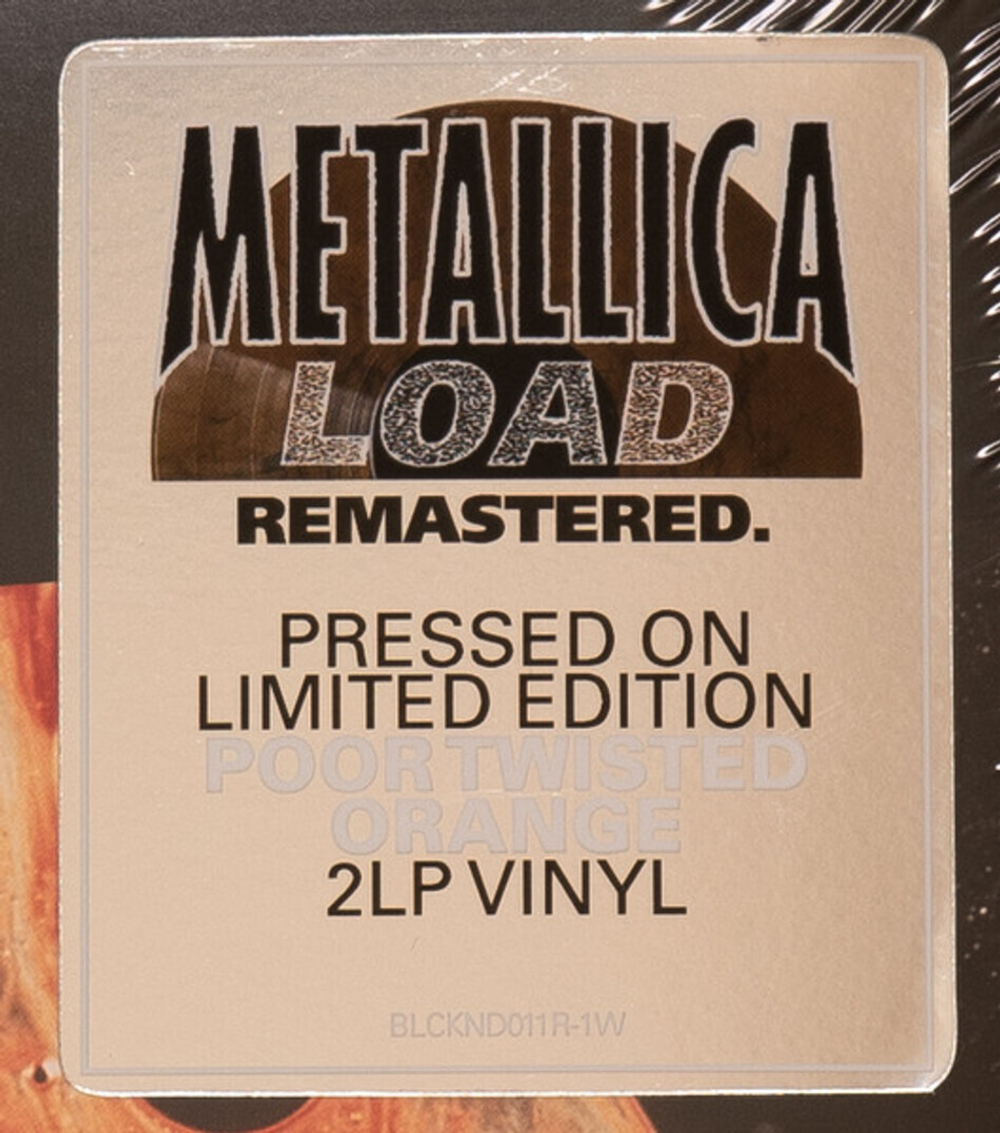 METALLICA
LOAD
REMASTERED.
PRESSED ON
LIMITED EDITION
POOR TWISTED
ORANGE
2LP VINYL
BLCKND011R-1W